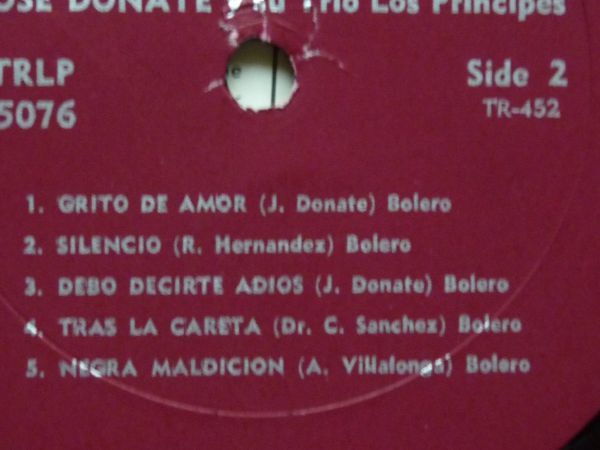 OSE DONATE y su Trio Los Principes
TRLP
5076
Side 2
TR-452
1. GRITO DE AMOR (J. Donate) Bolero
2. SILENCIO (R. Hernandez) Bolero
3. DEBO DECIRTE ADIOS (J. Donate) Bolero
4. TRAS LA CARETA (Dr. C. Sanchez) Bolero
5. NEGRA MALDICION (A. Villalonga) Bolero